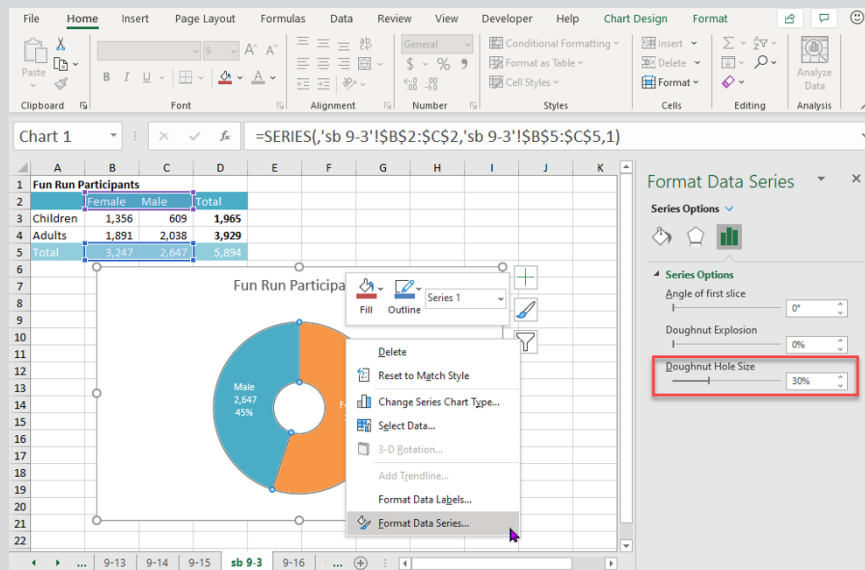 File Home Insert Page Layout Formulas Data Review View Developer Help Chart Design Format
General
9
Conditional Formatting
Format as Table
Cell Styles
Insert
Delete
Format
Paste
B I U
A
$ % 9
Analyze
Data
Clipboard Font Alignment Number Styles Cells Editing Analysis
Chart 1 fx =SERIES(,'sb 9-3'!$B$2:$C$2,'sb 9-3'!$B$5:$C$5,1)
A B C D E F G H I J K
1 Fun Run Participants
2 Female Male Total
3 Children 1,356 609 1,965
4 Adults 1,891 2,038 3,929
5 Total 3,247 2,647 5,894
6
7
8
9
10
11
12
13
14
15
16
17
18
19
20
21
22
Fun Run Participa
Male
2,647
45%
Fill Outline Series 1
Delete
Reset to Match Style
Change Series Chart Type...
Select Data...
3-D Rotation...
Add Trendline...
Format Data Labels...
Format Data Series...
... 9-13 9-14 9-15 sb 9-3 9-16 ...
Format Data Series
Series Options
Series Options
Angle of first slice
0°
Doughnut Explosion
0%
Doughnut Hole Size
30%